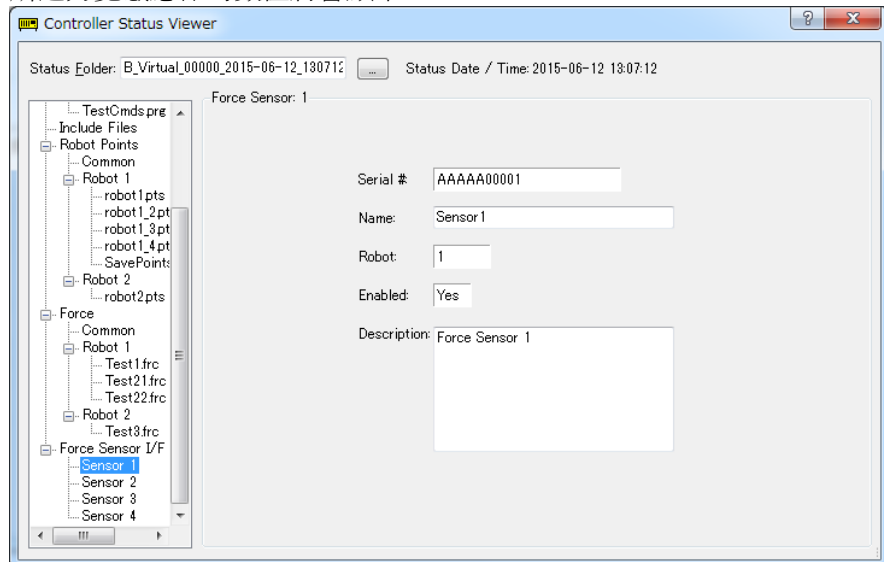 Controller Status Viewer
Status Folder: B_Virtual_00000_2015-06-12_130712 ... Status Date / Time: 2015-06-12 13:07:12
Force Sensor: 1
TestCmds.prg
Include Files
Robot Points
Common
Robot 1
robot1.pts
robot1_2.pt
robot1_3.pt
robot1_4.pt
SavePoints
Robot 2
robot2.pts
Force
Common
Robot 1
Test1.frc
Test21.frc
Test22.frc
Robot 2
Test3.frc
Force Sensor I/F
Sensor 1
Sensor 2
Sensor 3
Sensor 4
Serial # AAAAA00001
Name: Sensor1
Robot: 1
Enabled: Yes
Description: Force Sensor 1